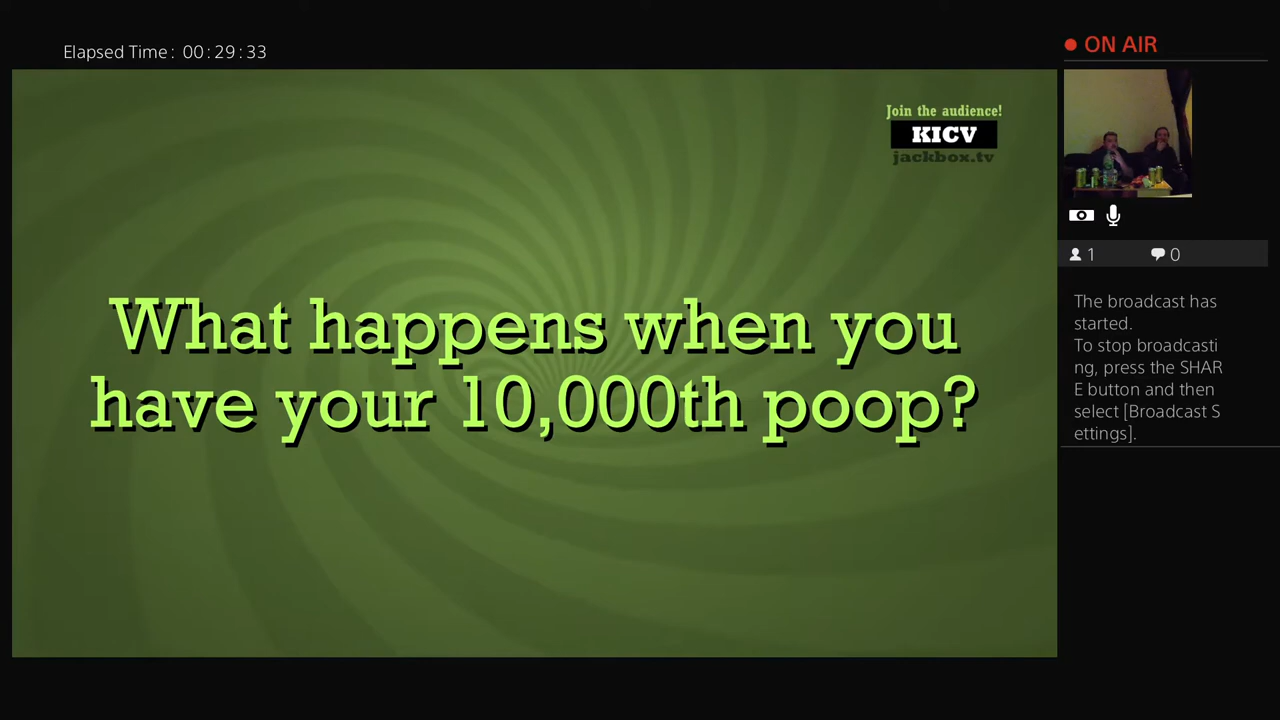 Elapsed Time: 00:29:33
ON AIR
Join the audience!
KICV
jackbox.tv
What happens when you
have your 10,000th poop?
1 0
The broadcast has
started.
To stop broadcasti
ng, press the SHAR
E button and then
select [Broadcast S
ettings].